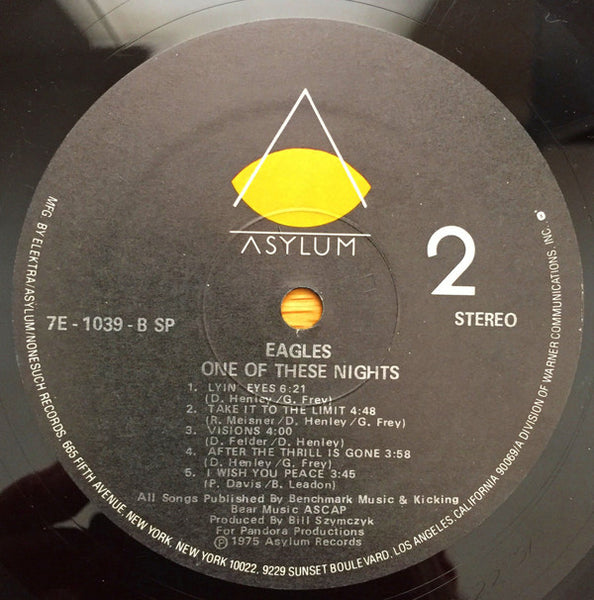 ASYLUM
2
7E - 1039 - B SP
STEREO
EAGLES
ONE OF THESE NIGHTS
1. LYIN' EYES 6:21
(D. Henley/G. Frey)
2. TAKE IT TO THE LIMIT 4:48
(R. Meisner/D. Henley/G. Frey)
3. VISIONS 4:00
(D. Felder/D. Henley)
4. AFTER THE THRILL IS GONE 3:58
(D. Henley/G. Frey)
5. I WISH YOU PEACE 3:45
(P. Davis/B. Leadon)
All Songs Published By Benchmark Music & Kicking
Bear Music ASCAP
Produced By Bill Szymczyk
For Pandora Productions
Ⓟ 1975 Asylum Records
MFG. BY ELEKTRA/ASYLUM/NONESUCH RECORDS, 665 FIFTH AVENUE, NEW YORK, NEW YORK 10022. 9229 SUNSET BOULEVARD, LOS ANGELES, CALIFORNIA 90069/A DIVISION OF WARNER COMMUNICATIONS, INC.